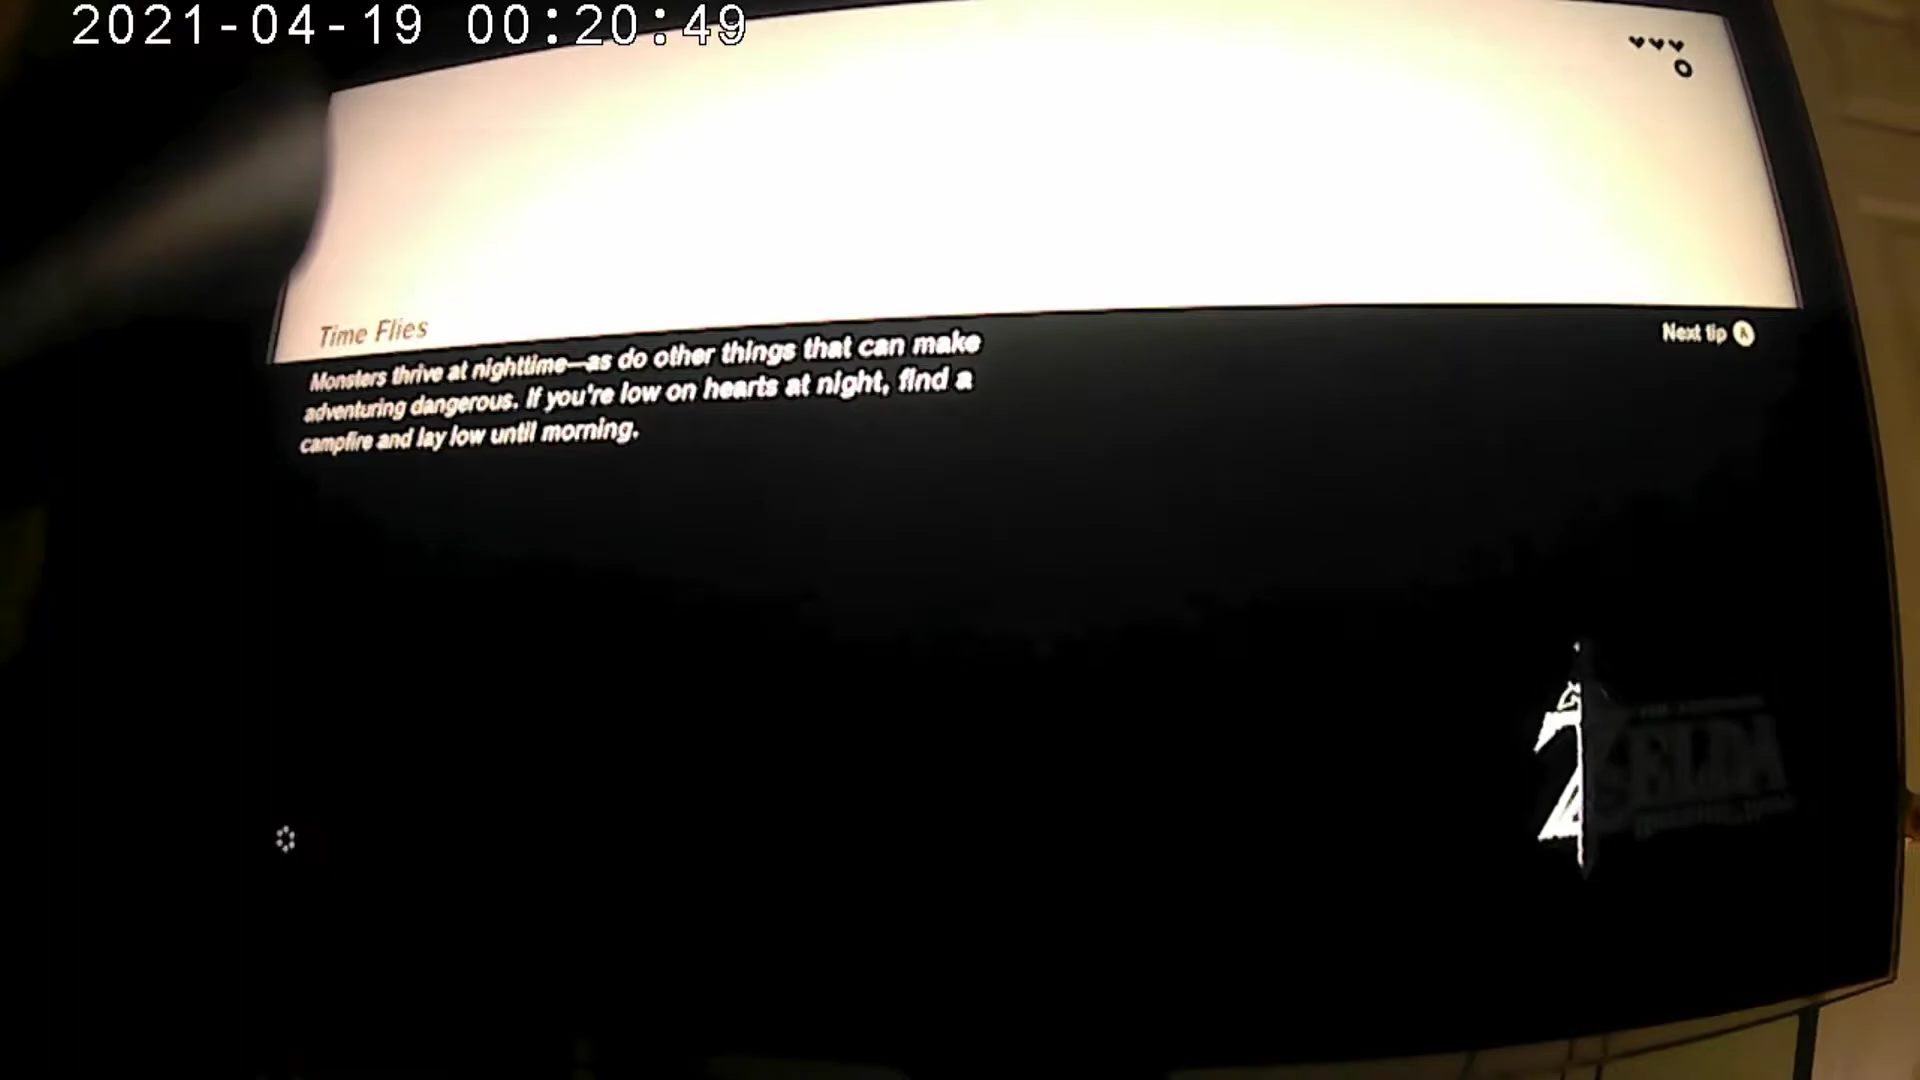 2021-04-19 00:20:49
Time Flies
Next tip A
Monsters thrive at nighttime—as do other things that can make
adventuring dangerous. If you're low on hearts at night, find a
campfire and lay low until morning.
ZELDA